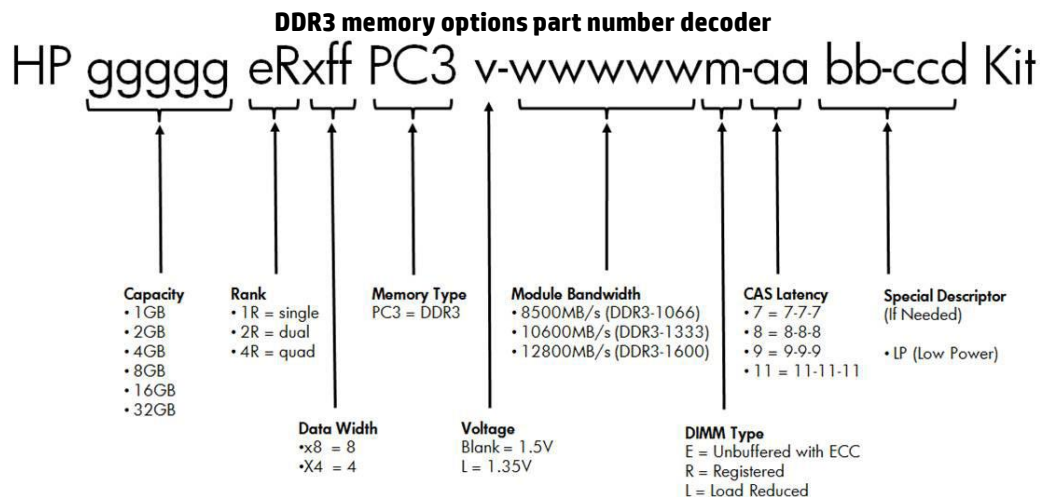 DDR3 memory options part number decoder
HP ggggg eRxff PC3 v-wwwwwm-aa bb-ccd Kit
Capacity
• 1GB
• 2GB
• 4GB
• 8GB
• 16GB
• 32GB
Rank
• 1R = single
• 2R = dual
• 4R = quad
Memory Type
PC3 = DDR3
Module Bandwidth
• 8500MB/s (DDR3-1066)
• 10600MB/s (DDR3-1333)
• 12800MB/s (DDR3-1600)
CAS Latency
• 7 = 7-7-7
• 8 = 8-8-8
• 9 = 9-9-9
• 11 = 11-11-11
Special Descriptor
(If Needed)
• LP (Low Power)
Data Width
•x8 = 8
•X4 = 4
Voltage
Blank = 1.5V
L = 1.35V
DIMM Type
E = Unbuffered with ECC
R = Registered
L = Load Reduced